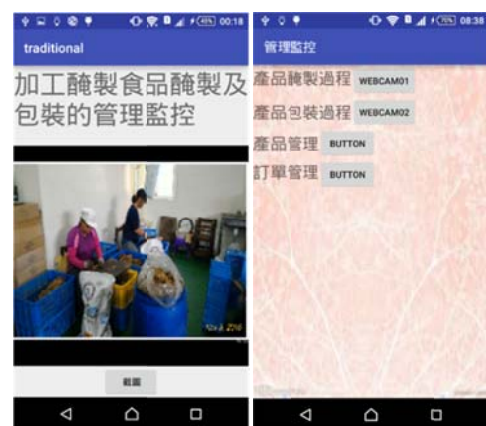 45% 00:18
traditional
加工醃製食品醃製及
包裝的管理監控
截圖
75% 08:38
管理監控
產品醃製過程 WEBCAM01
產品包裝過程 WEBCAM02
產品管理 BUTTON
訂單管理 BUTTON